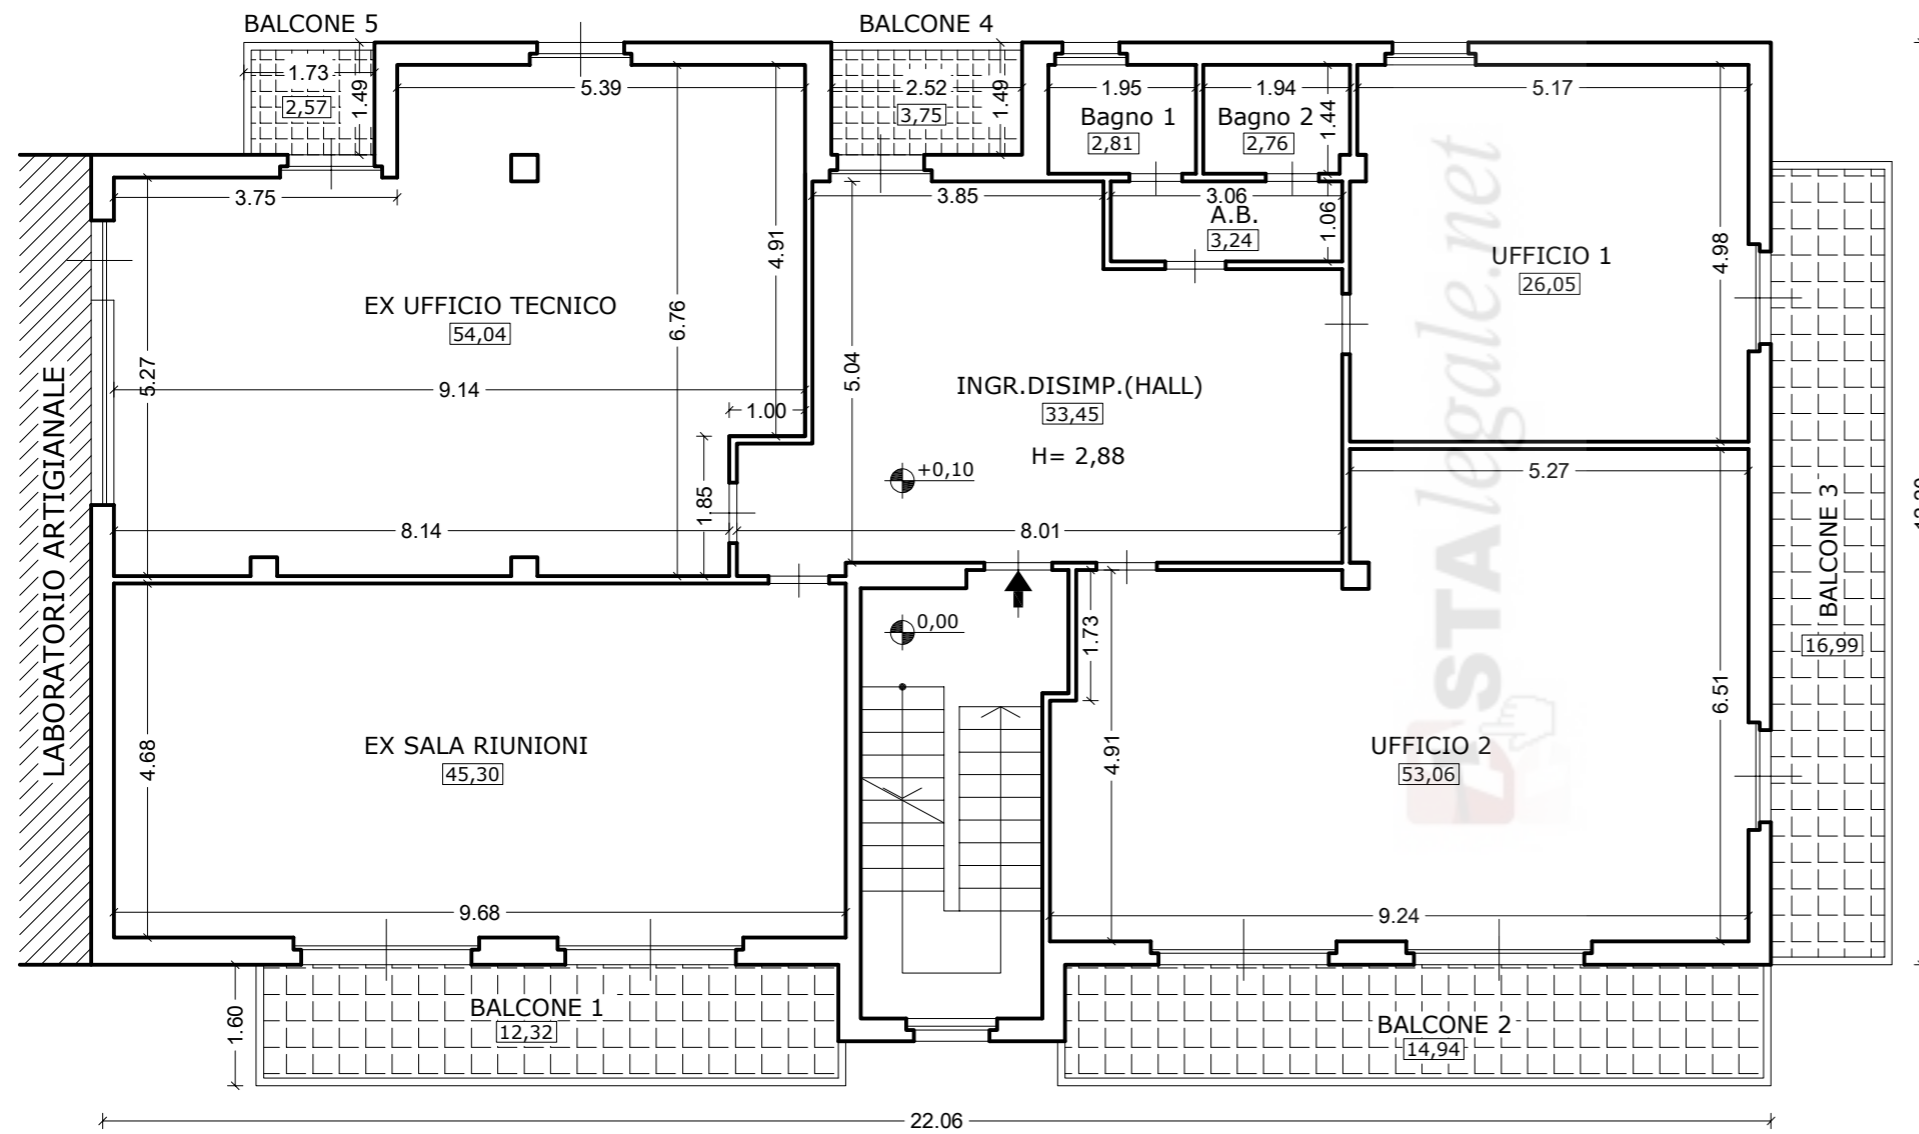 BALCONE 5
BALCONE 4
1.73
1.49
2,57
5.39
2.52
1.49
3,75
1.95
1.94
1.44
5.17
Bagno 1
2,81
Bagno 2
2,76
3.75
4.91
3.85
3.06
A.B.
3,24
1.06
UFFICIO 1
26,05
4.98
EX UFFICIO TECNICO
54,04
6.76
5.27
9.14
1.00
5.04
INGR.DISIMP.(HALL)
33,45
H= 2,88
+0,10
LABORATORIO ARTIGIANALE
1.85
8.14
8.01
5.27
BALCONE 3
16,99
0,00
1.73
EX SALA RIUNIONI
45,30
4.68
4.91
UFFICIO 2
53,06
6.51
9.68
9.24
1.60
BALCONE 1
12,32
BALCONE 2
14,94
22.06
STAlegale.net